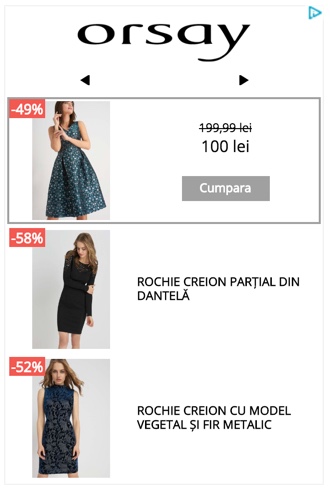 orsay
-49%
199,99 lei
100 lei
Cumpara
-58%
ROCHIE CREION PARȚIAL DIN
DANTELĂ
-52%
ROCHIE CREION CU MODEL
VEGETAL ȘI FIR METALIC